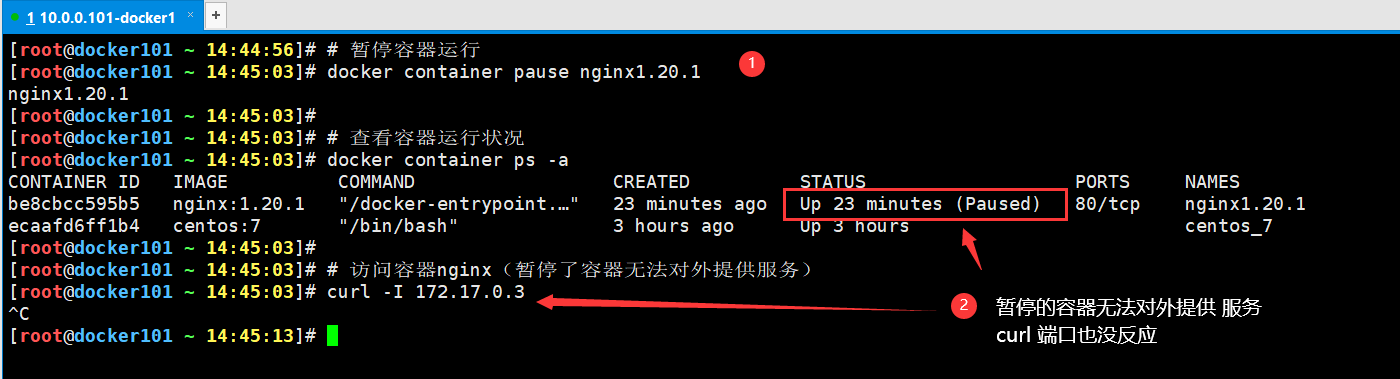 1 10.0.0.101-docker1 × +
[root@docker101 ~ 14:44:56]# # 暂停容器运行
[root@docker101 ~ 14:45:03]# docker container pause nginx1.20.1
1
nginx1.20.1
[root@docker101 ~ 14:45:03]#
[root@docker101 ~ 14:45:03]# # 查看容器运行状况
[root@docker101 ~ 14:45:03]# docker container ps -a
CONTAINER ID IMAGE COMMAND CREATED STATUS PORTS NAMES
be8cbcc595b5 nginx:1.20.1 "/docker-entrypoint.…" 23 minutes ago Up 23 minutes (Paused) 80/tcp nginx1.20.1
ecaafd6ff1b4 centos:7 "/bin/bash" 3 hours ago Up 3 hours centos_7
[root@docker101 ~ 14:45:03]#
[root@docker101 ~ 14:45:03]# # 访问容器nginx（暂停了容器无法对外提供服务）
[root@docker101 ~ 14:45:03]# curl -I 172.17.0.3
^C
[root@docker101 ~ 14:45:13]#
2 暂停的容器无法对外提供 服务
curl 端口也没反应